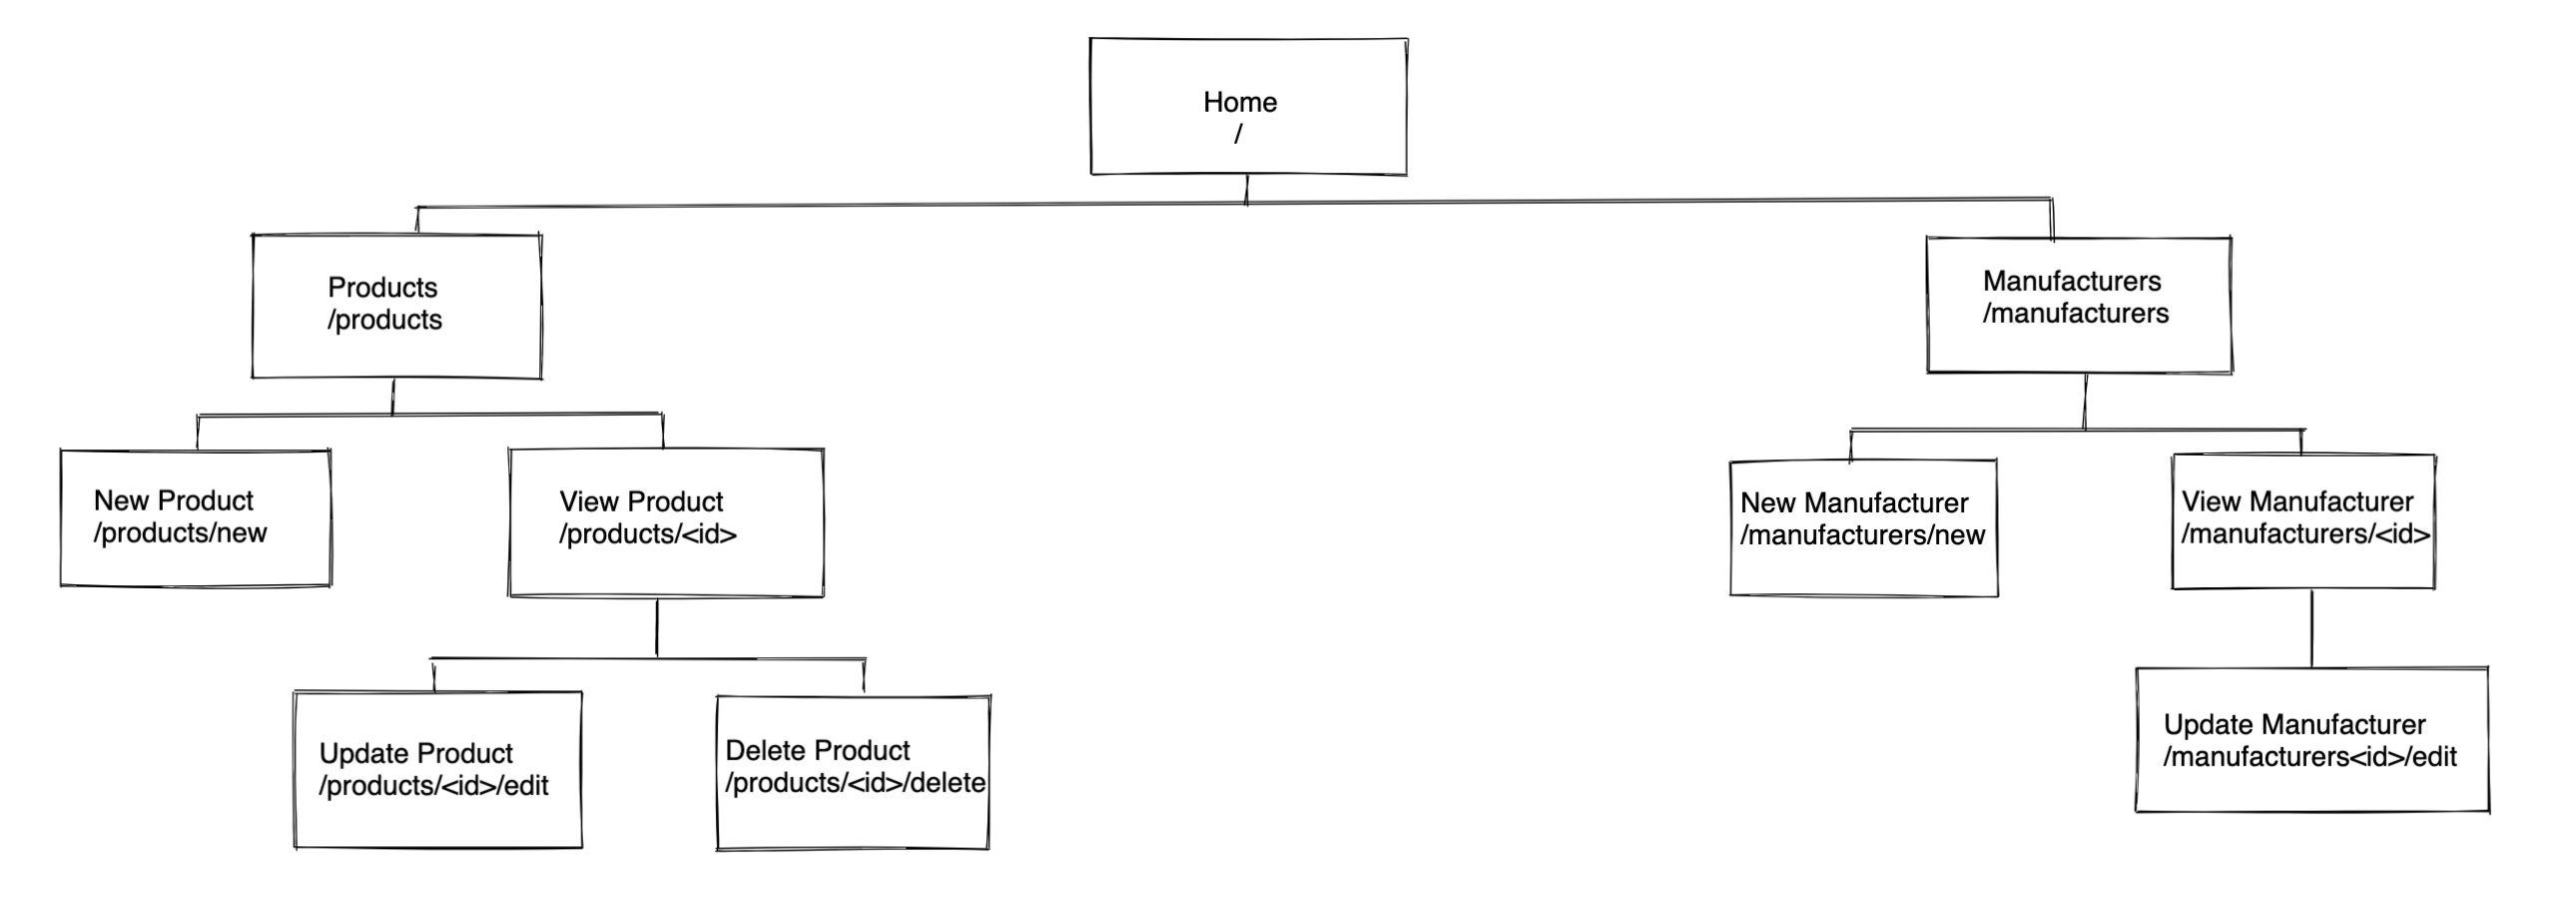 Home
/
Products
/products
Manufacturers
/manufacturers
New Product
/products/new
View Product
/products/<id>
New Manufacturer
/manufacturers/new
View Manufacturer
/manufacturers/<id>
Update Product
/products/<id>/edit
Delete Product
/products/<id>/delete
Update Manufacturer
/manufacturers<id>/edit